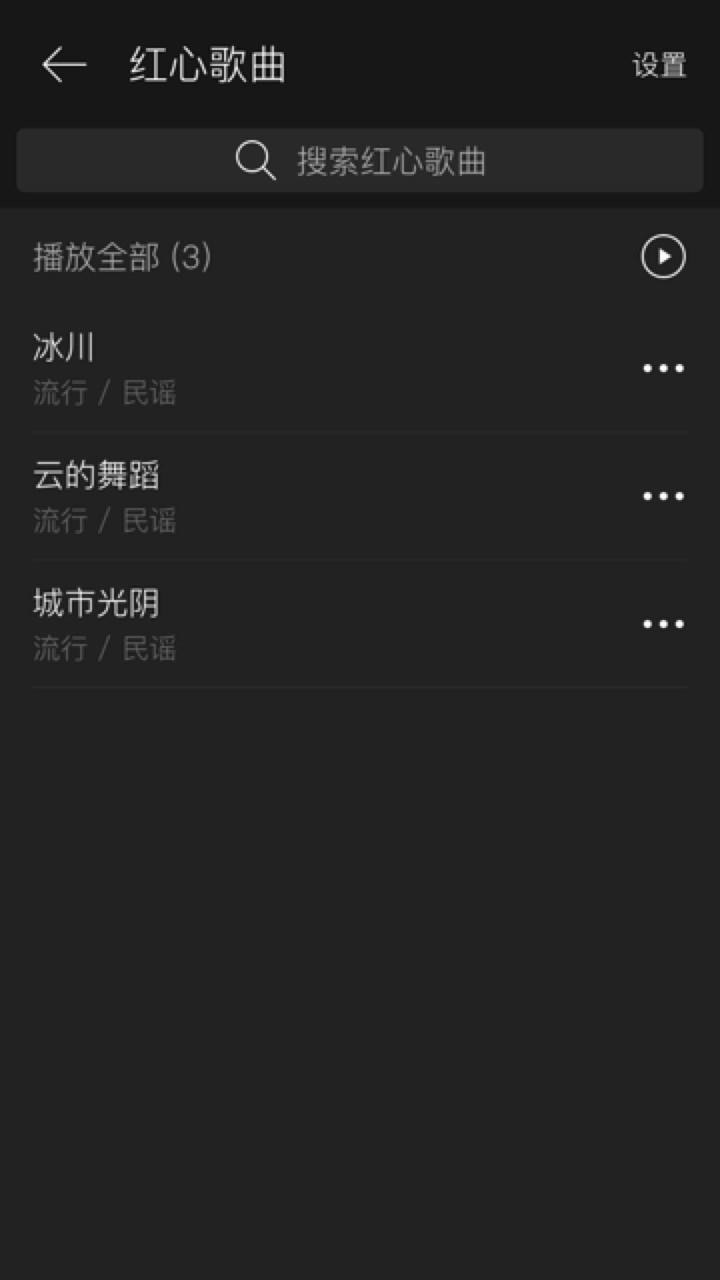 红心歌曲
设置
搜索红心歌曲
播放全部 (3)
冰川
流行 / 民谣
云的舞蹈
流行 / 民谣
城市光阴
流行 / 民谣